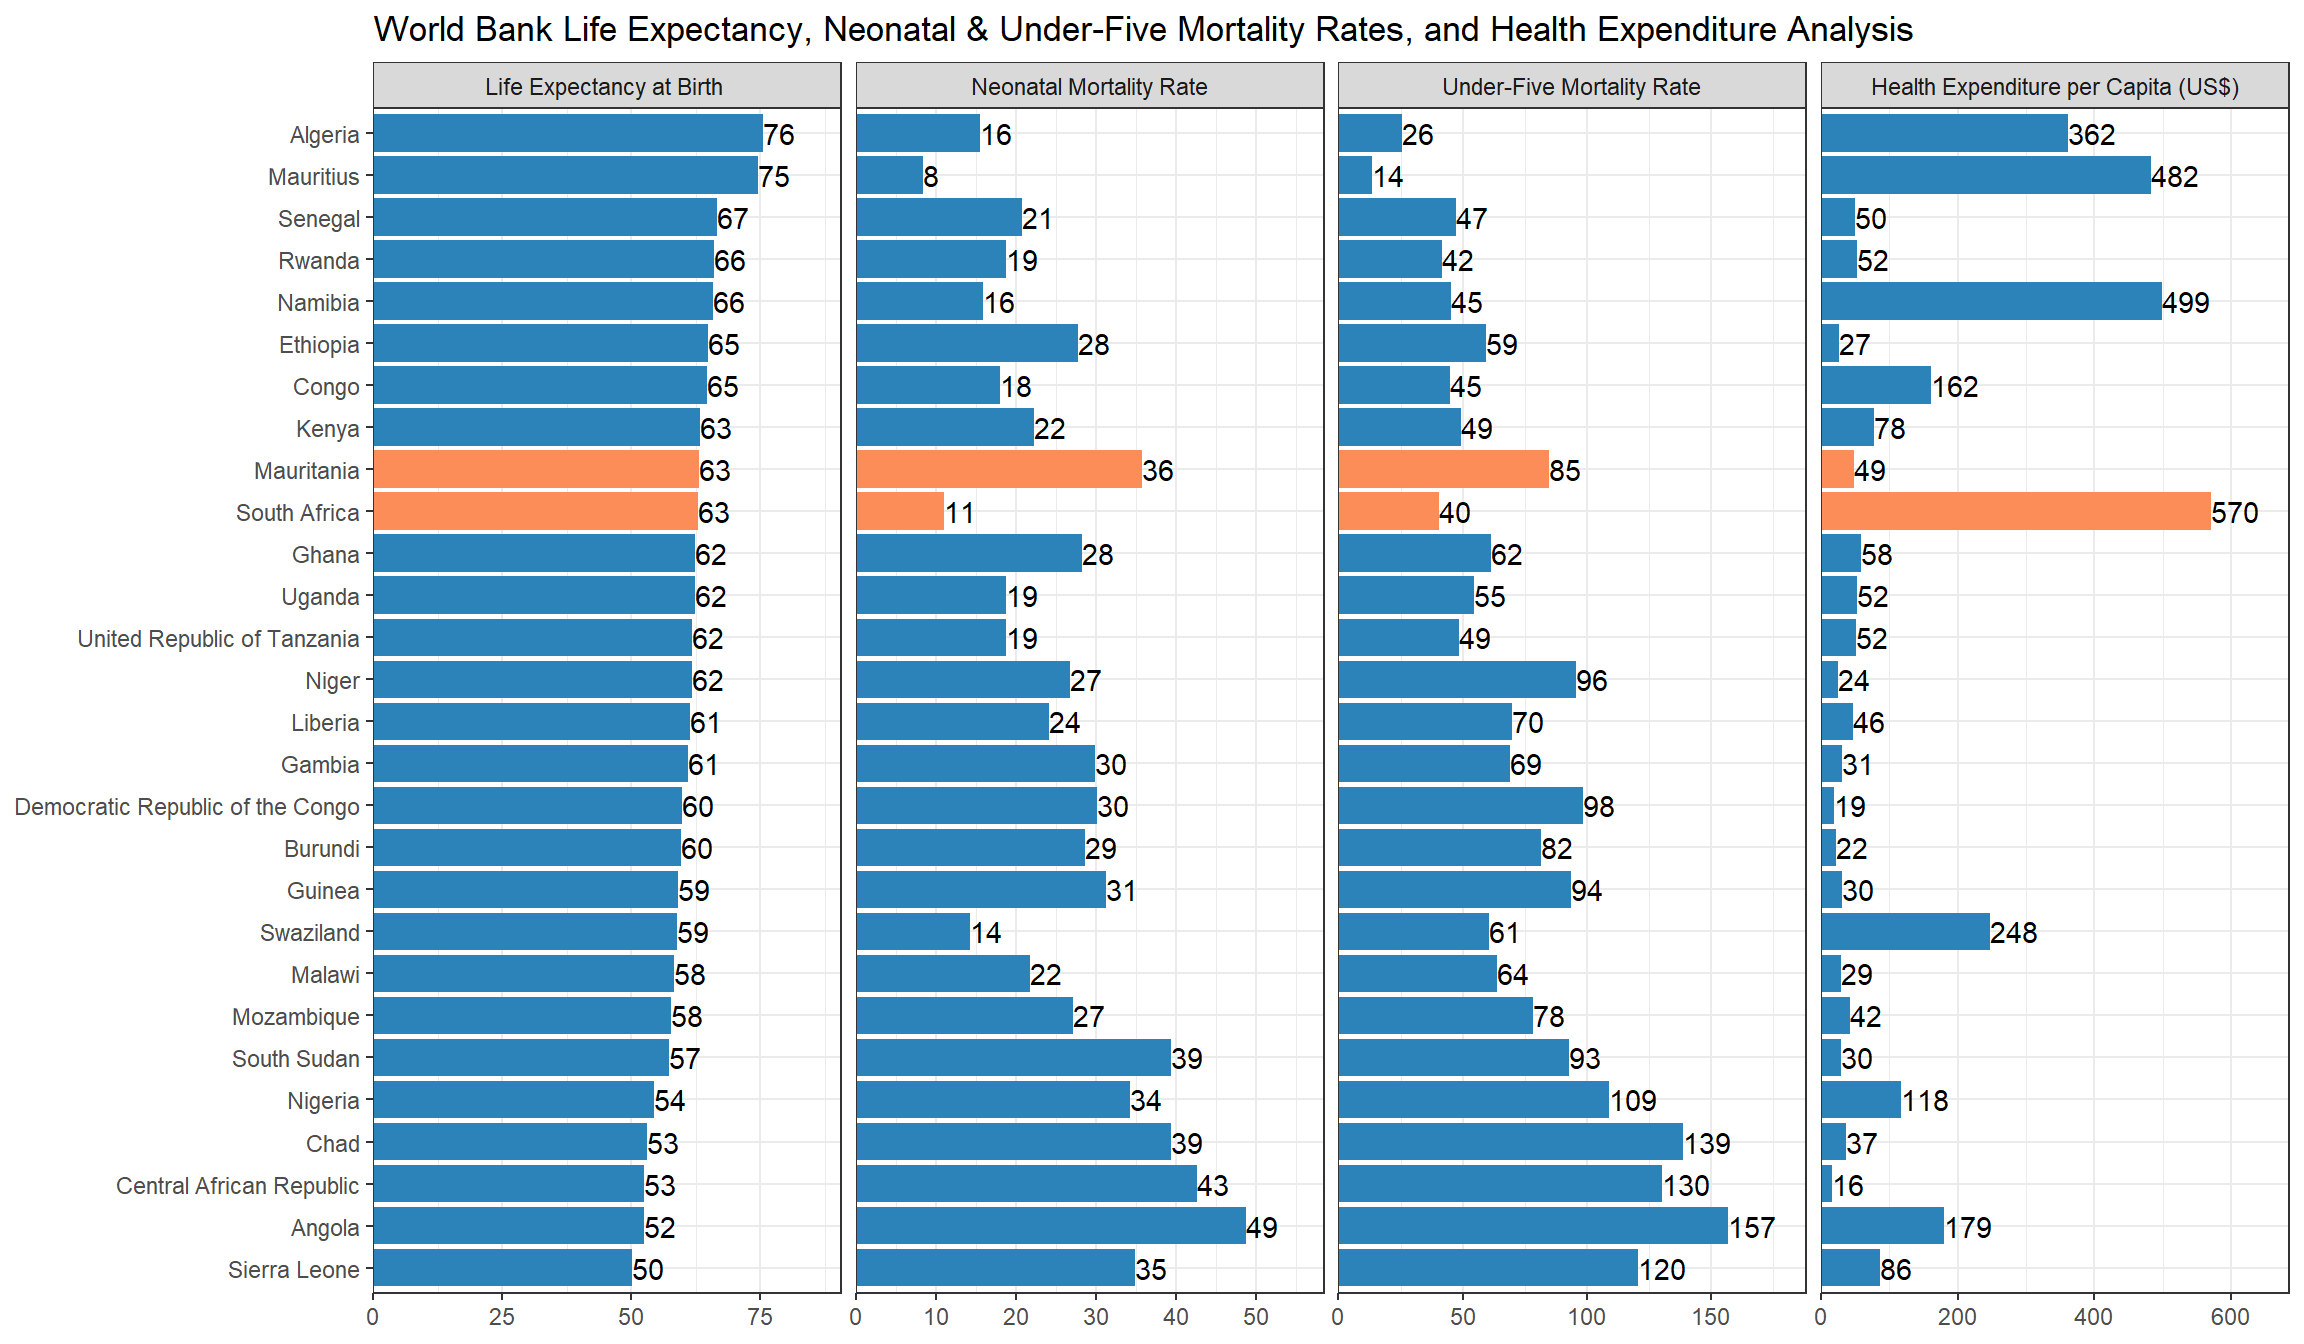 World Bank Life Expectancy, Neonatal & Under-Five Mortality Rates, and Health Expenditure Analysis
Life Expectancy at Birth Neonatal Mortality Rate Under-Five Mortality Rate Health Expenditure per Capita (US$)
Algeria 76 16 26 362
Mauritius 75 8 14 482
Senegal 67 21 47 50
Rwanda 66 19 42 52
Namibia 66 16 45 499
Ethiopia 65 28 59 27
Congo 65 18 45 162
Kenya 63 22 49 78
Mauritania 63 36 85 49
South Africa 63 11 40 570
Ghana 62 28 62 58
Uganda 62 19 55 52
United Republic of Tanzania 62 19 49 52
Niger 62 27 96 24
Liberia 61 24 70 46
Gambia 61 30 69 31
Democratic Republic of the Congo 60 30 98 19
Burundi 60 29 82 22
Guinea 59 31 94 30
Swaziland 59 14 61 248
Malawi 58 22 64 29
Mozambique 58 27 78 42
South Sudan 57 39 93 30
Nigeria 54 34 109 118
Chad 53 39 139 37
Central African Republic 53 43 130 16
Angola 52 49 157 179
Sierra Leone 50 35 120 86
0 25 50 75 0 10 20 30 40 50 0 50 100 150 0 200 400 600